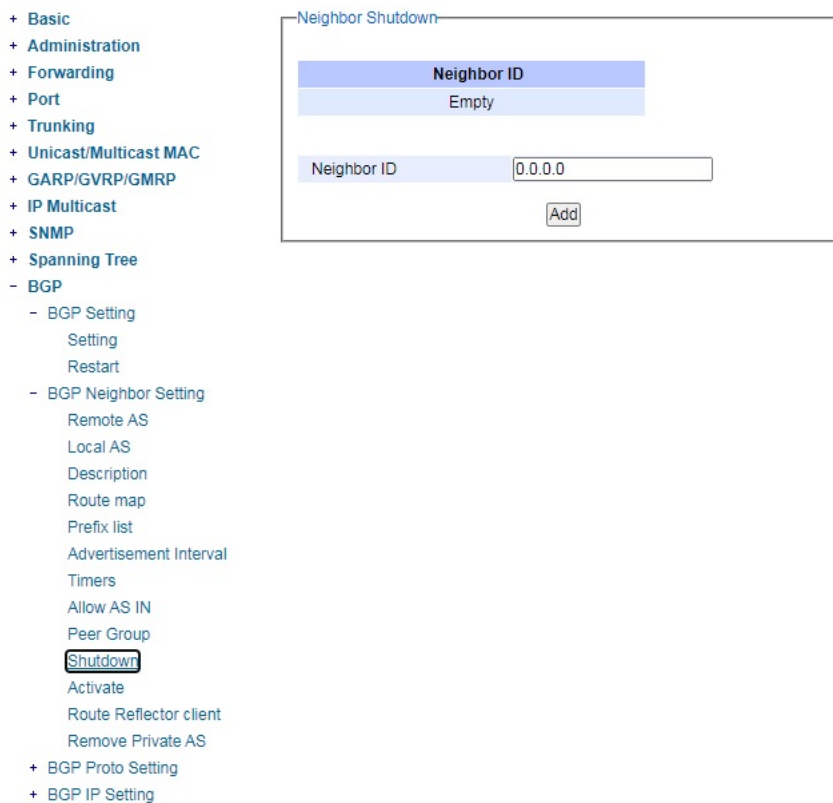 + Basic
+ Administration
+ Forwarding
+ Port
+ Trunking
+ Unicast/Multicast MAC
+ GARP/GVRP/GMRP
+ IP Multicast
+ SNMP
+ Spanning Tree
− BGP
− BGP Setting
Setting
Restart
− BGP Neighbor Setting
Remote AS
Local AS
Description
Route map
Prefix list
Advertisement Interval
Timers
Allow AS IN
Peer Group
Shutdown
Activate
Route Reflector client
Remove Private AS
+ BGP Proto Setting
+ BGP IP Setting
Neighbor Shutdown
Neighbor ID
Empty
Neighbor ID 0.0.0.0
Add